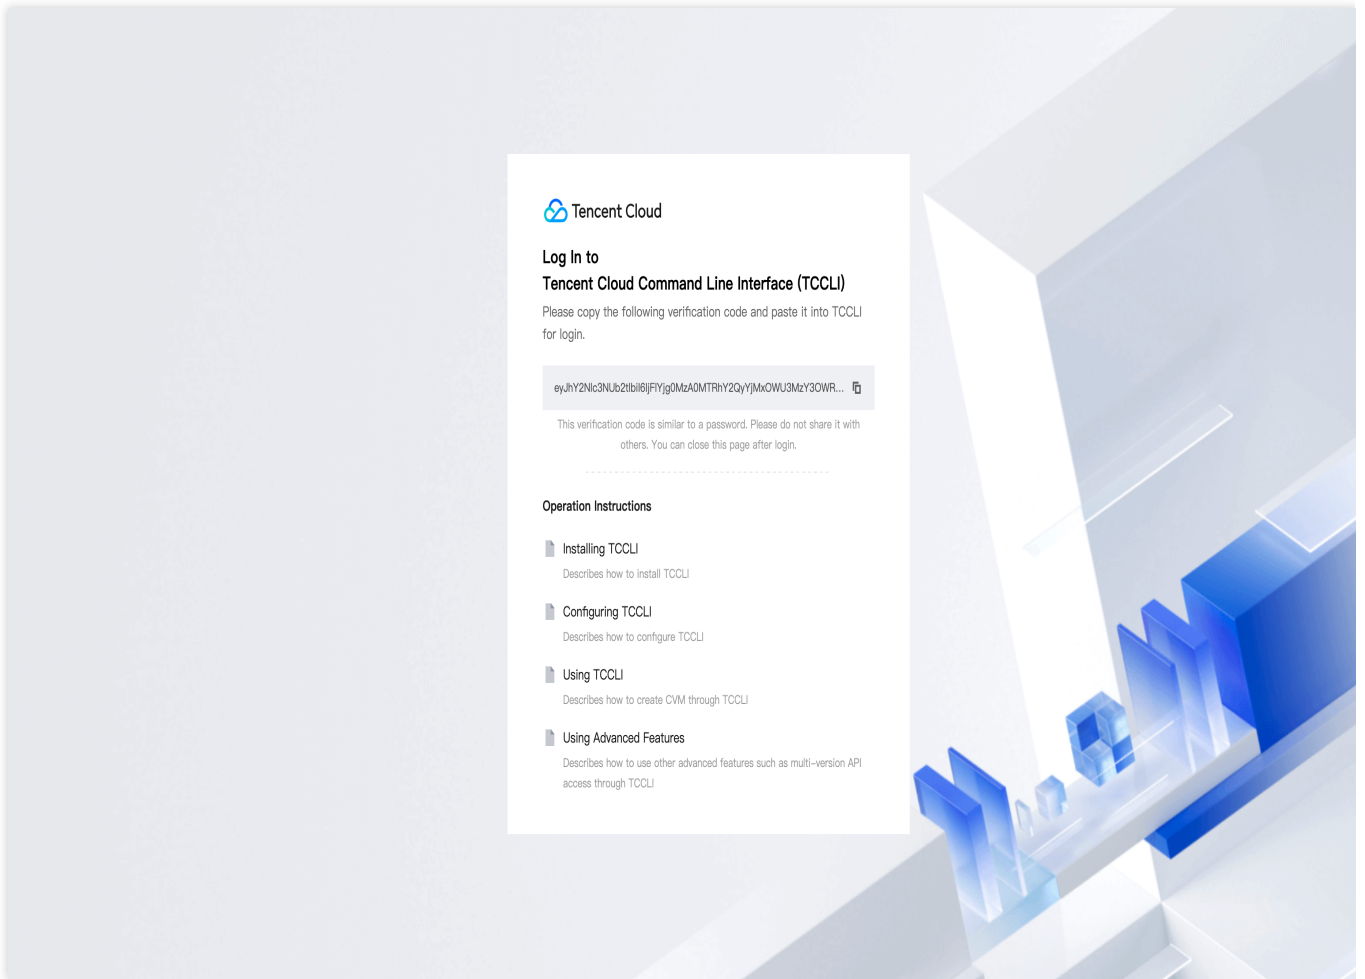 Tencent Cloud
Log In to
Tencent Cloud Command Line Interface (TCCLI)
Please copy the following verification code and paste it into TCCLI
for login.
eyJhY2Nlc3NUb2tlbiI6IjFlYjg0MzA0MTRhY2QyYjMxOWU3MzY3OWR...
This verification code is similar to a password. Please do not share it with
others. You can close this page after login.
Operation Instructions
Installing TCCLI
Describes how to install TCCLI
Configuring TCCLI
Describes how to configure TCCLI
Using TCCLI
Describes how to create CVM through TCCLI
Using Advanced Features
Describes how to use other advanced features such as multi-version API
access through TCCLI